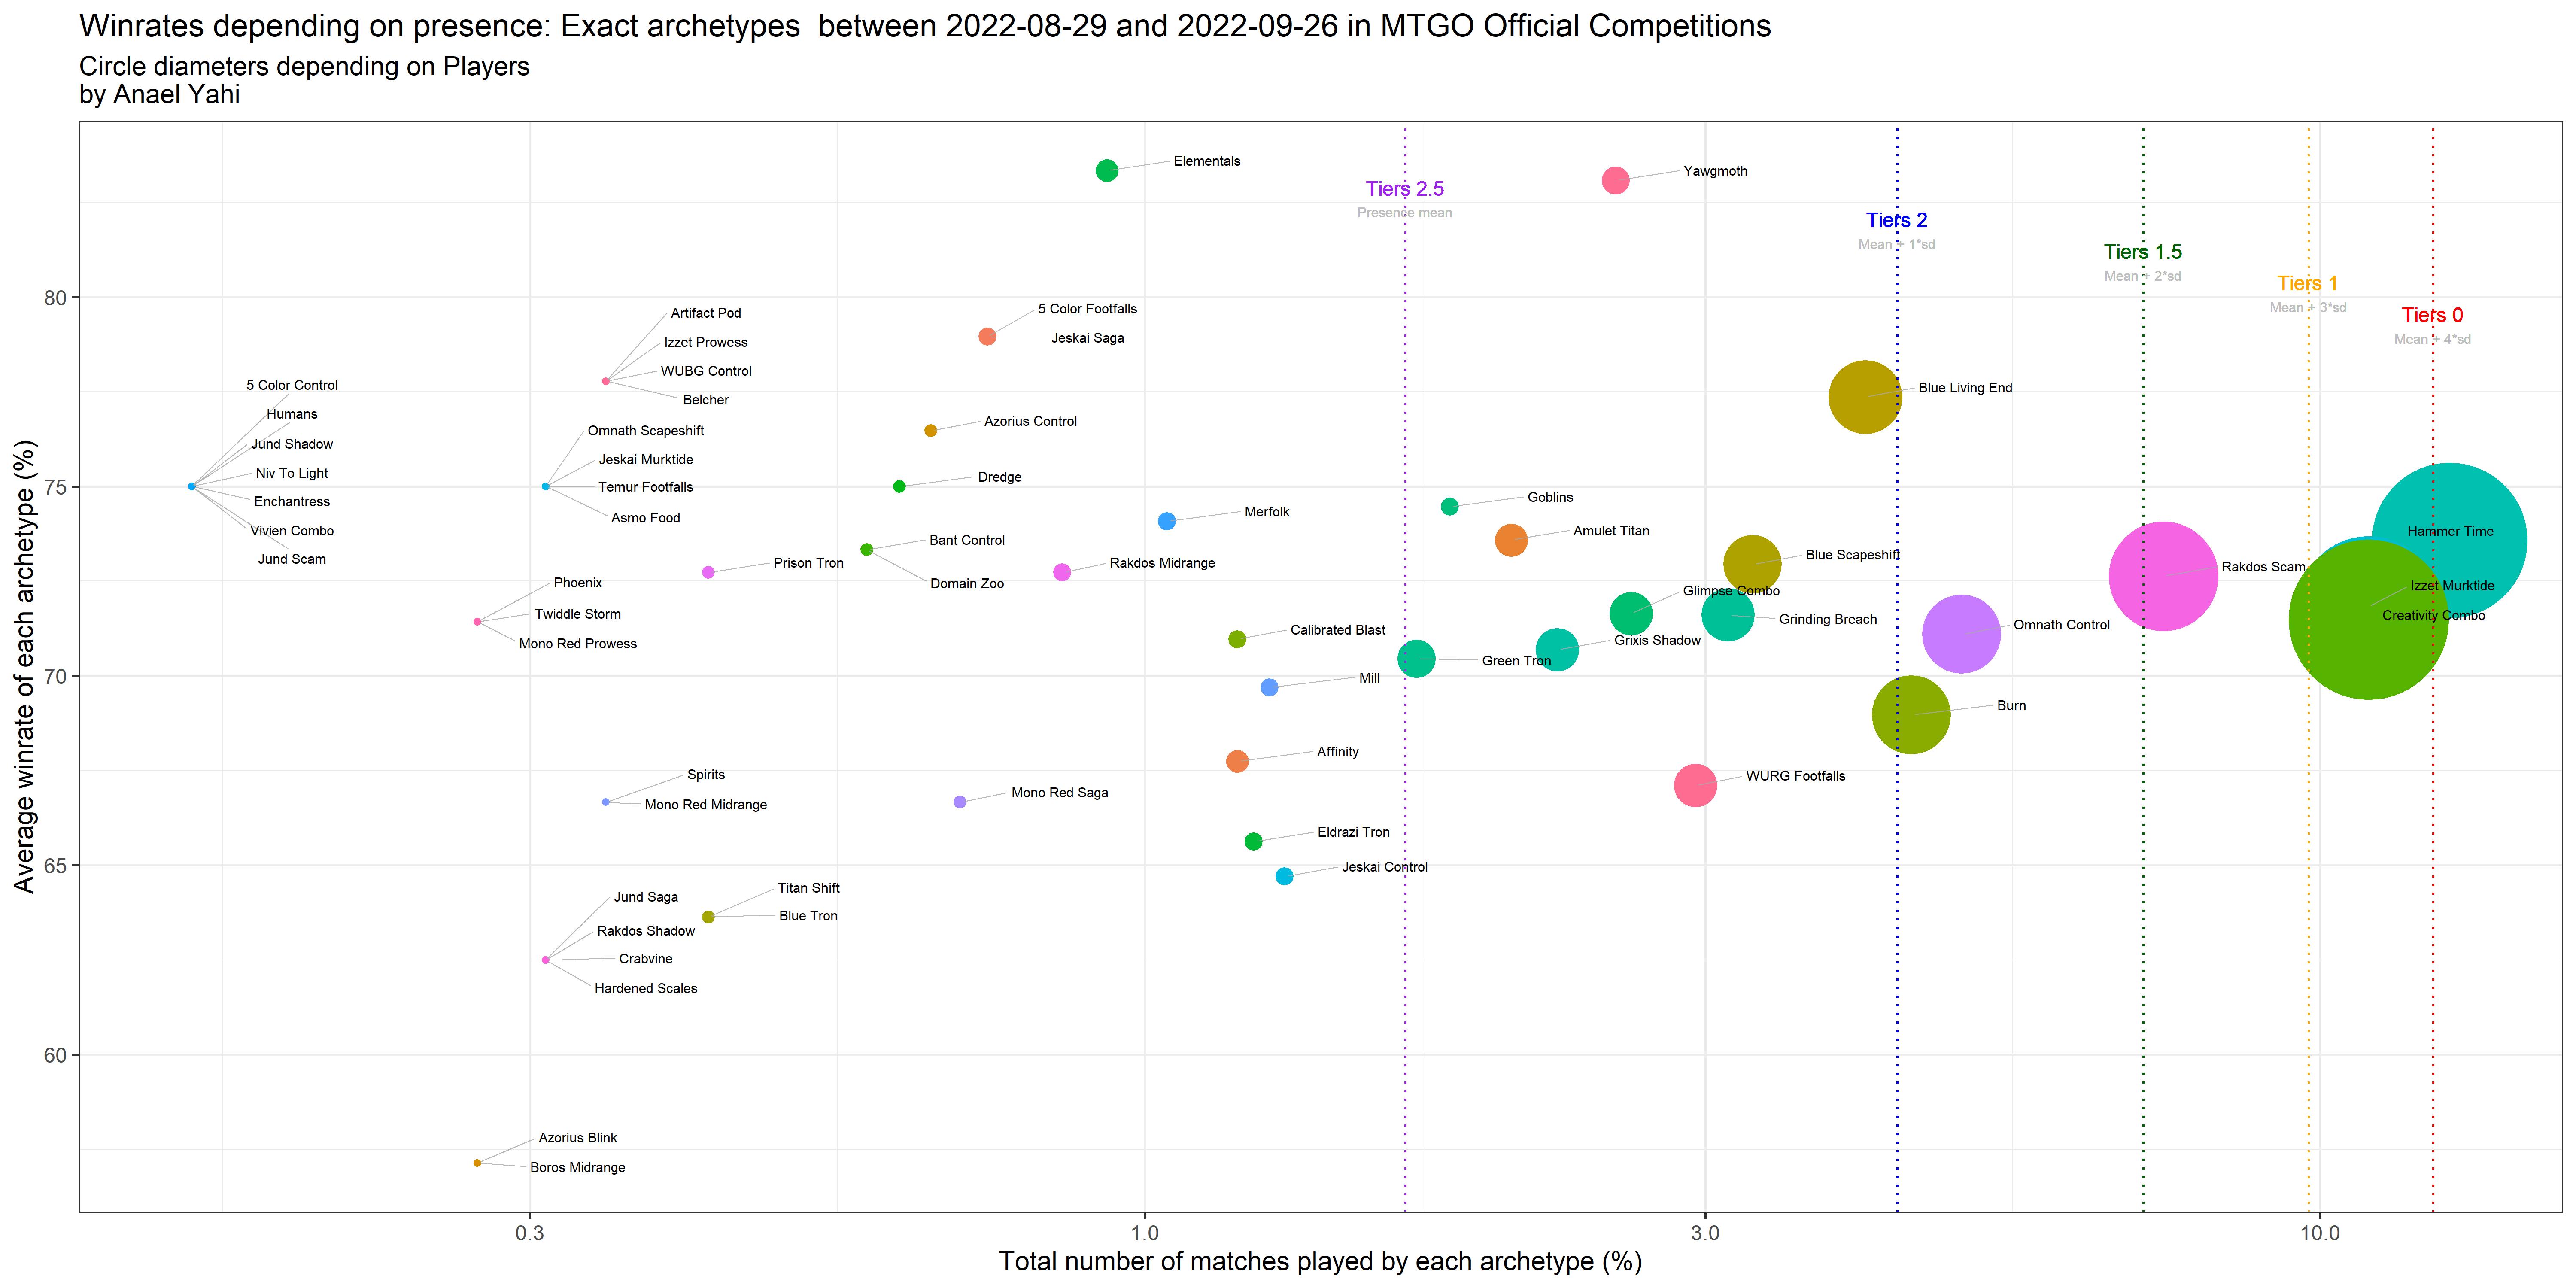 Winrates depending on presence: Exact archetypes  between 2022-08-29 and 2022-09-26 in MTGO Official Competitions
Circle diameters depending on Players
by Anael Yahi
Elementals
Yawgmoth
Tiers 2.5
Presence mean
Tiers 2
Mean + 1*sd
Tiers 1.5
Mean + 2*sd
Tiers 1
Mean + 3*sd
Tiers 0
Mean + 4*sd
Artifact Pod
Izzet Prowess
WUBG Control
Belcher
5 Color Footfalls
Jeskai Saga
Blue Living End
5 Color Control
Humans
Jund Shadow
Niv To Light
Enchantress
Vivien Combo
Jund Scam
Omnath Scapeshift
Jeskai Murktide
Temur Footfalls
Asmo Food
Azorius Control
Dredge
Merfolk
Goblins
Amulet Titan
Hammer Time
Bant Control
Domain Zoo
Prison Tron
Rakdos Midrange
Blue Scapeshift
Rakdos Scam
Izzet Murktide
Creativity Combo
Phoenix
Twiddle Storm
Mono Red Prowess
Glimpse Combo
Grinding Breach
Omnath Control
Calibrated Blast
Grixis Shadow
Green Tron
Mill
Burn
Affinity
WURG Footfalls
Spirits
Mono Red Midrange
Mono Red Saga
Eldrazi Tron
Jeskai Control
Titan Shift
Blue Tron
Jund Saga
Rakdos Shadow
Crabvine
Hardened Scales
Azorius Blink
Boros Midrange
80
75
70
65
60
Average winrate of each archetype (%)
0.3
1.0
3.0
10.0
Total number of matches played by each archetype (%)